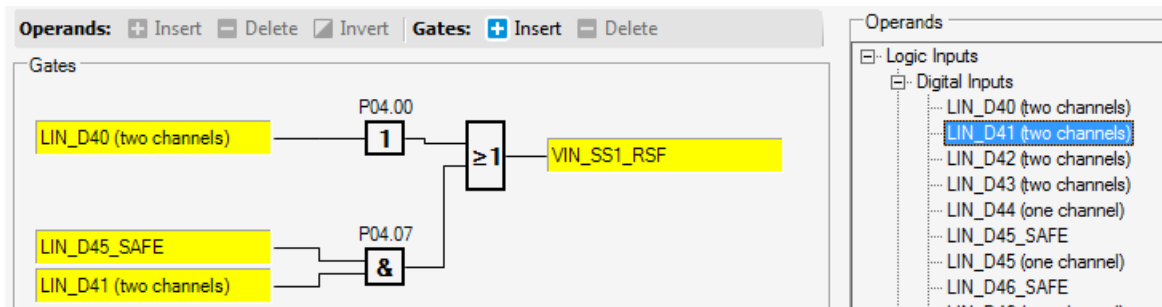 Operands: Insert Delete Invert Gates: Insert Delete
Gates
P04.00
LIN_D40 (two channels)
1
≥1
VIN_SS1_RSF
P04.07
LIN_D45_SAFE
&
LIN_D41 (two channels)
Operands
Logic Inputs
Digital Inputs
LIN_D40 (two channels)
LIN_D41 (two channels)
LIN_D42 (two channels)
LIN_D43 (two channels)
LIN_D44 (one channel)
LIN_D45_SAFE
LIN_D45 (one channel)
LIN_D46_SAFE